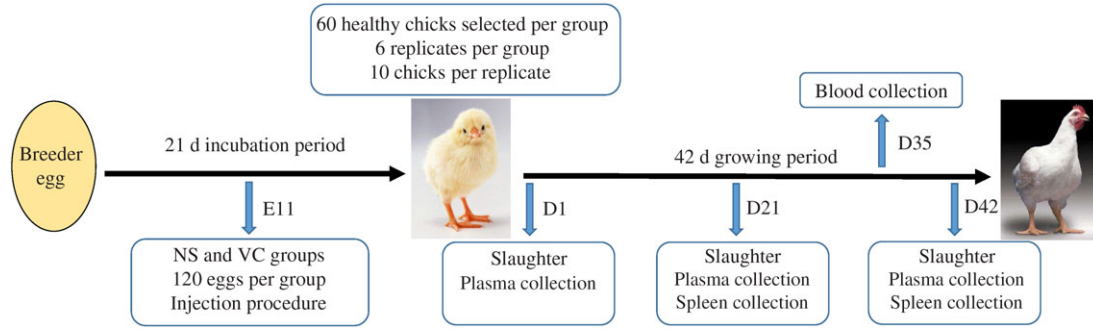 60 healthy chicks selected per group
6 replicates per group
10 chicks per replicate
Blood collection
Breeder
egg
21 d incubation period
42 d growing period
D35
E11
D1
D21
D42
NS and VC groups
120 eggs per group
Injection procedure
Slaughter
Plasma collection
Slaughter
Plasma collection
Spleen collection
Slaughter
Plasma collection
Spleen collection